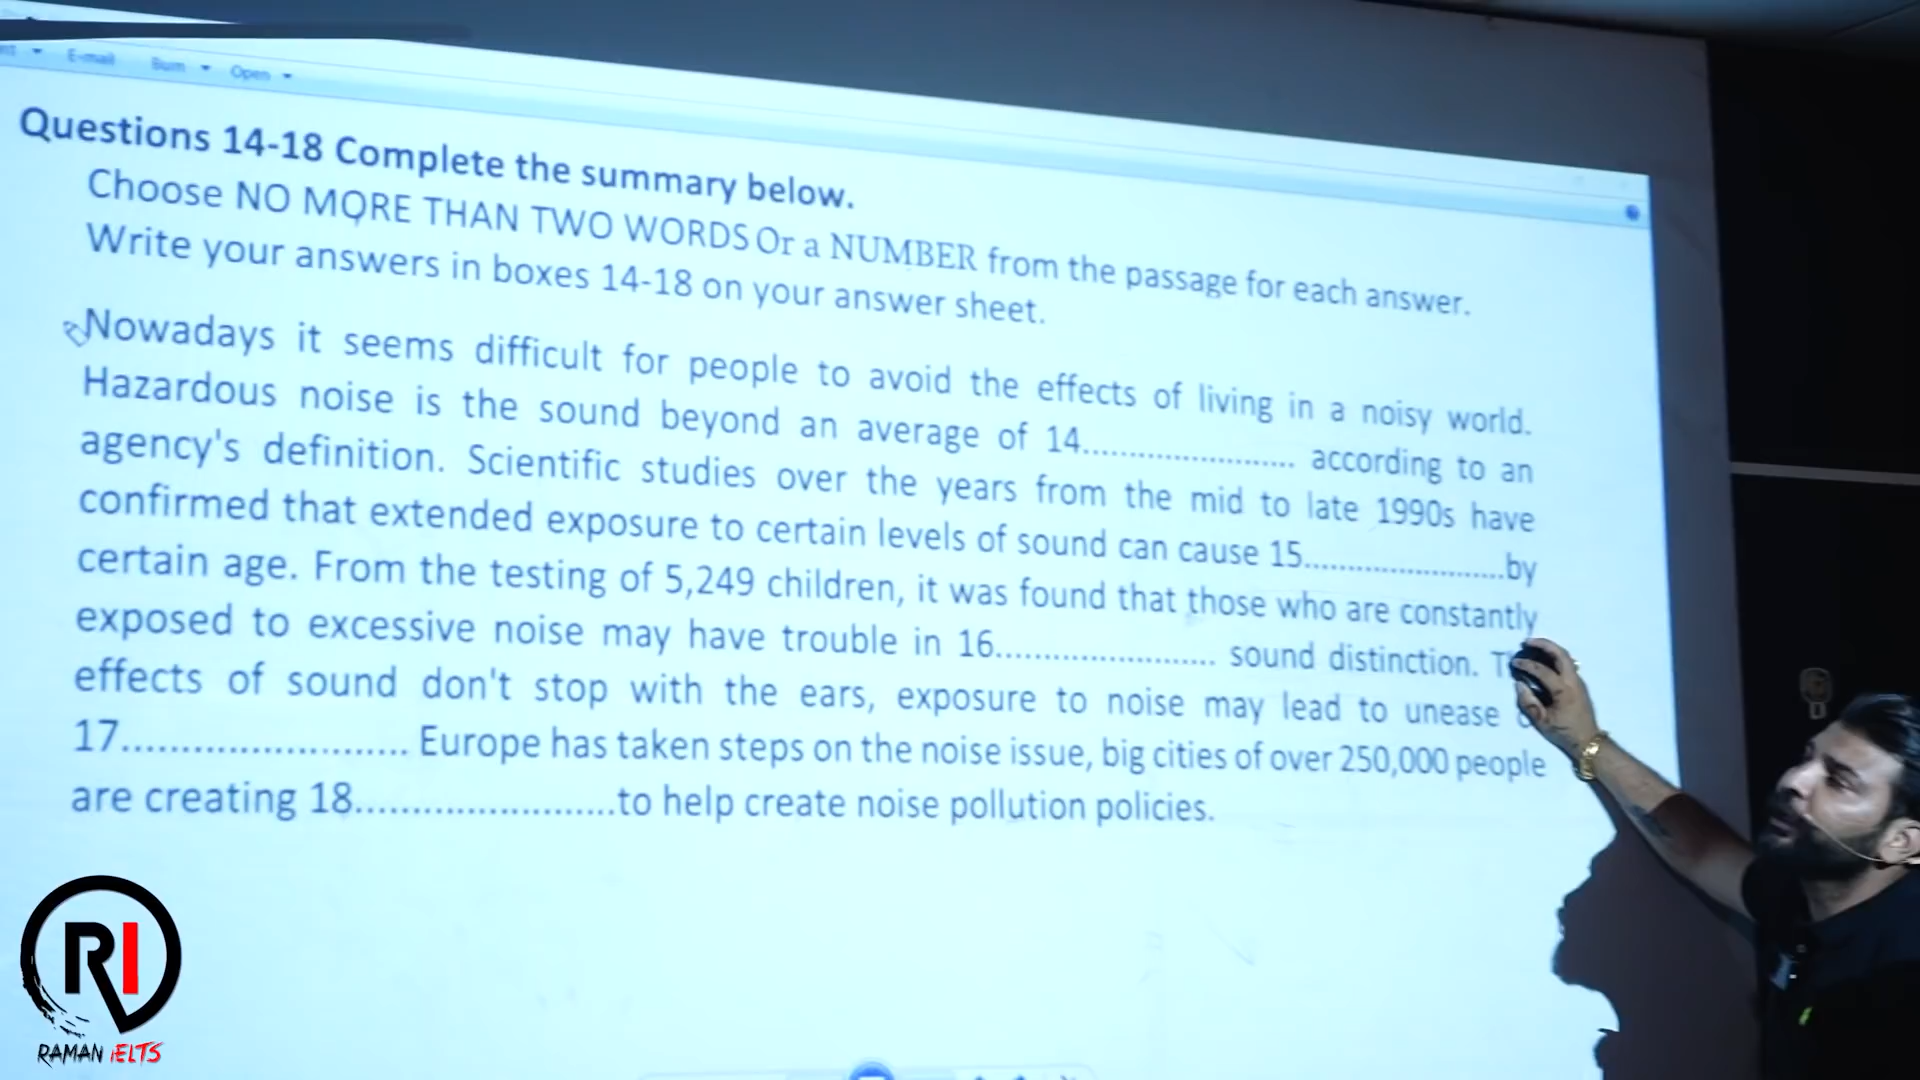 E-mail Burn Open
Questions 14-18 Complete the summary below.
Choose NO MORE THAN TWO WORDS Or a NUMBER from the passage for each answer.
Write your answers in boxes 14-18 on your answer sheet.
Nowadays it seems difficult for people to avoid the effects of living in a noisy world.
Hazardous noise is the sound beyond an average of 14........................ according to an
agency's definition. Scientific studies over the years from the mid to late 1990s have
confirmed that extended exposure to certain levels of sound can cause 15........................by
certain age. From the testing of 5,249 children, it was found that those who are constantly
exposed to excessive noise may have trouble in 16........................ sound distinction.
effects of sound don't stop with the ears, exposure to noise may lead to unease
17........................ Europe has taken steps on the noise issue, big cities of over 250,000 people
are creating 18........................to help create noise pollution policies.
RI
RAMAN iELTS